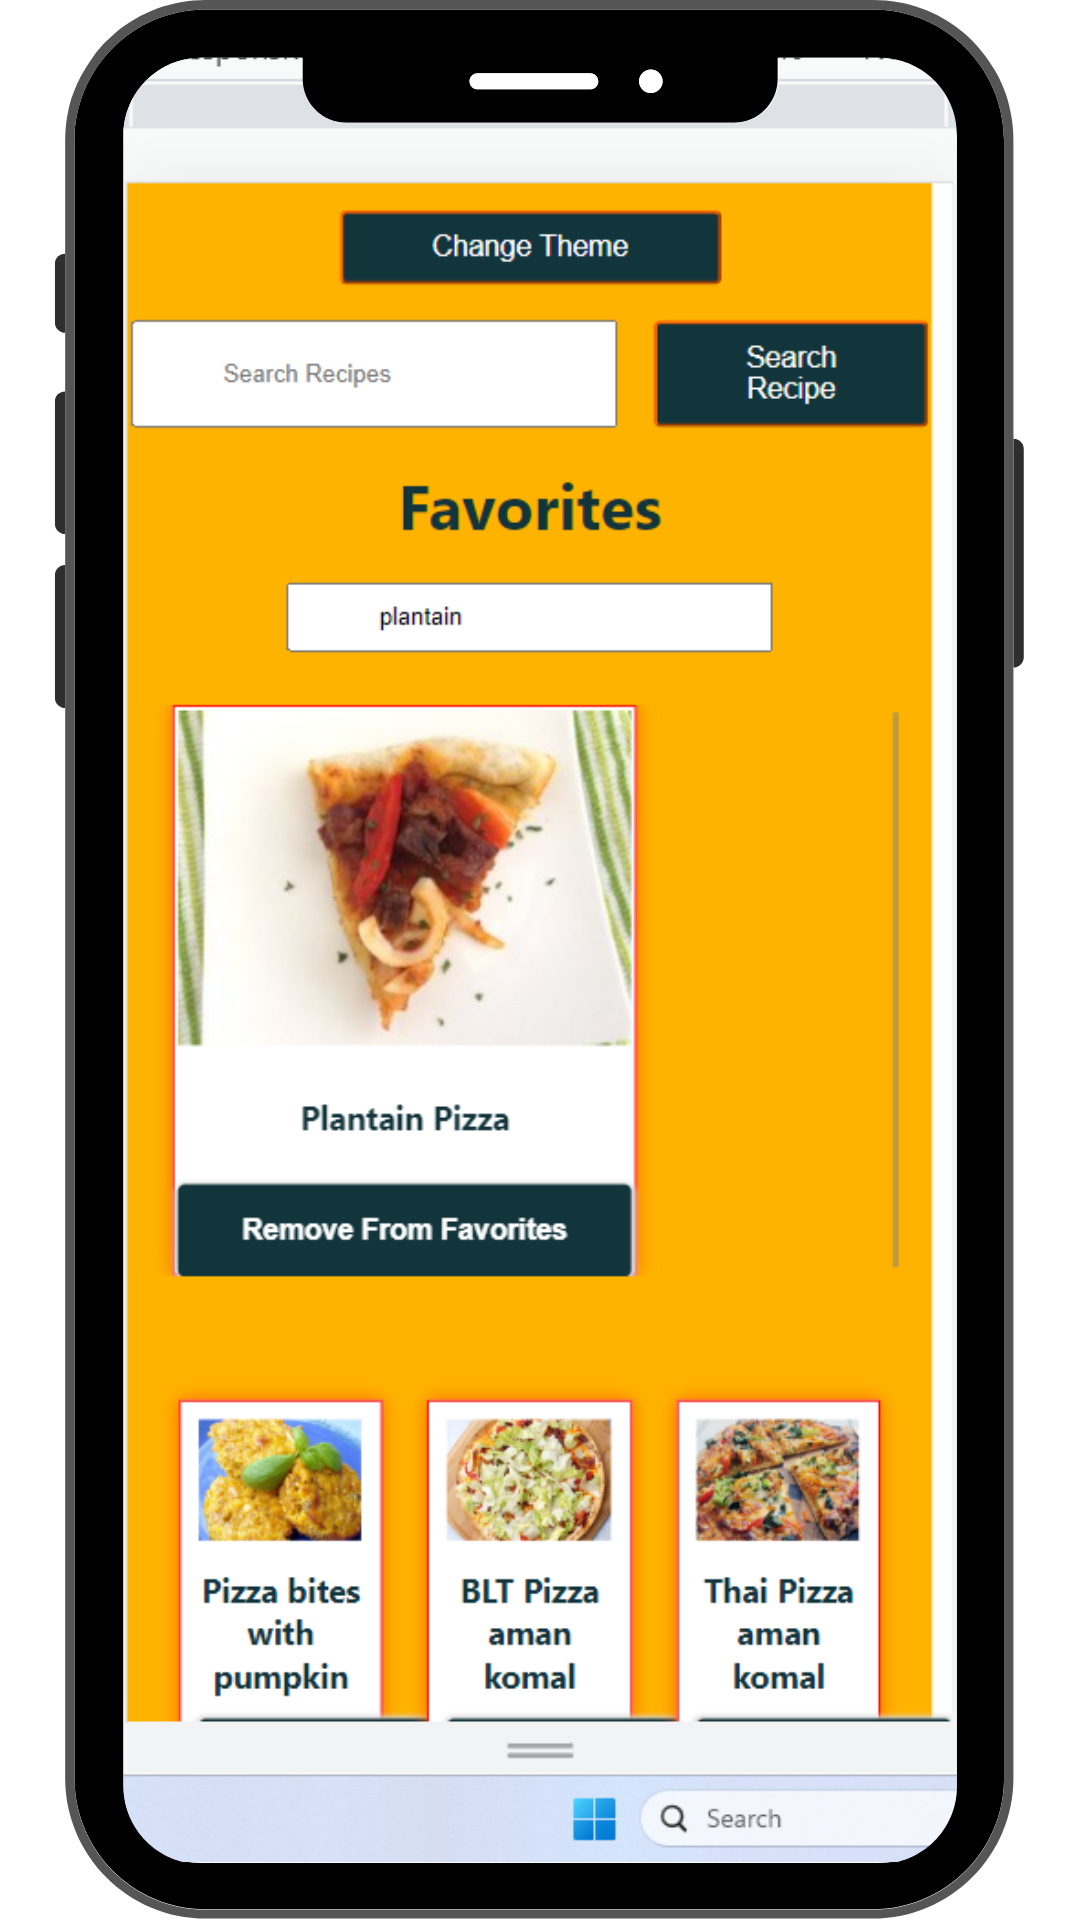 Change Theme
Search Recipes
Search
Recipe
Favorites
plantain
Plantain Pizza
Remove From Favorites
Pizza bites
with
pumpkin
BLT Pizza
aman
komal
Thai Pizza
aman
komal
Search